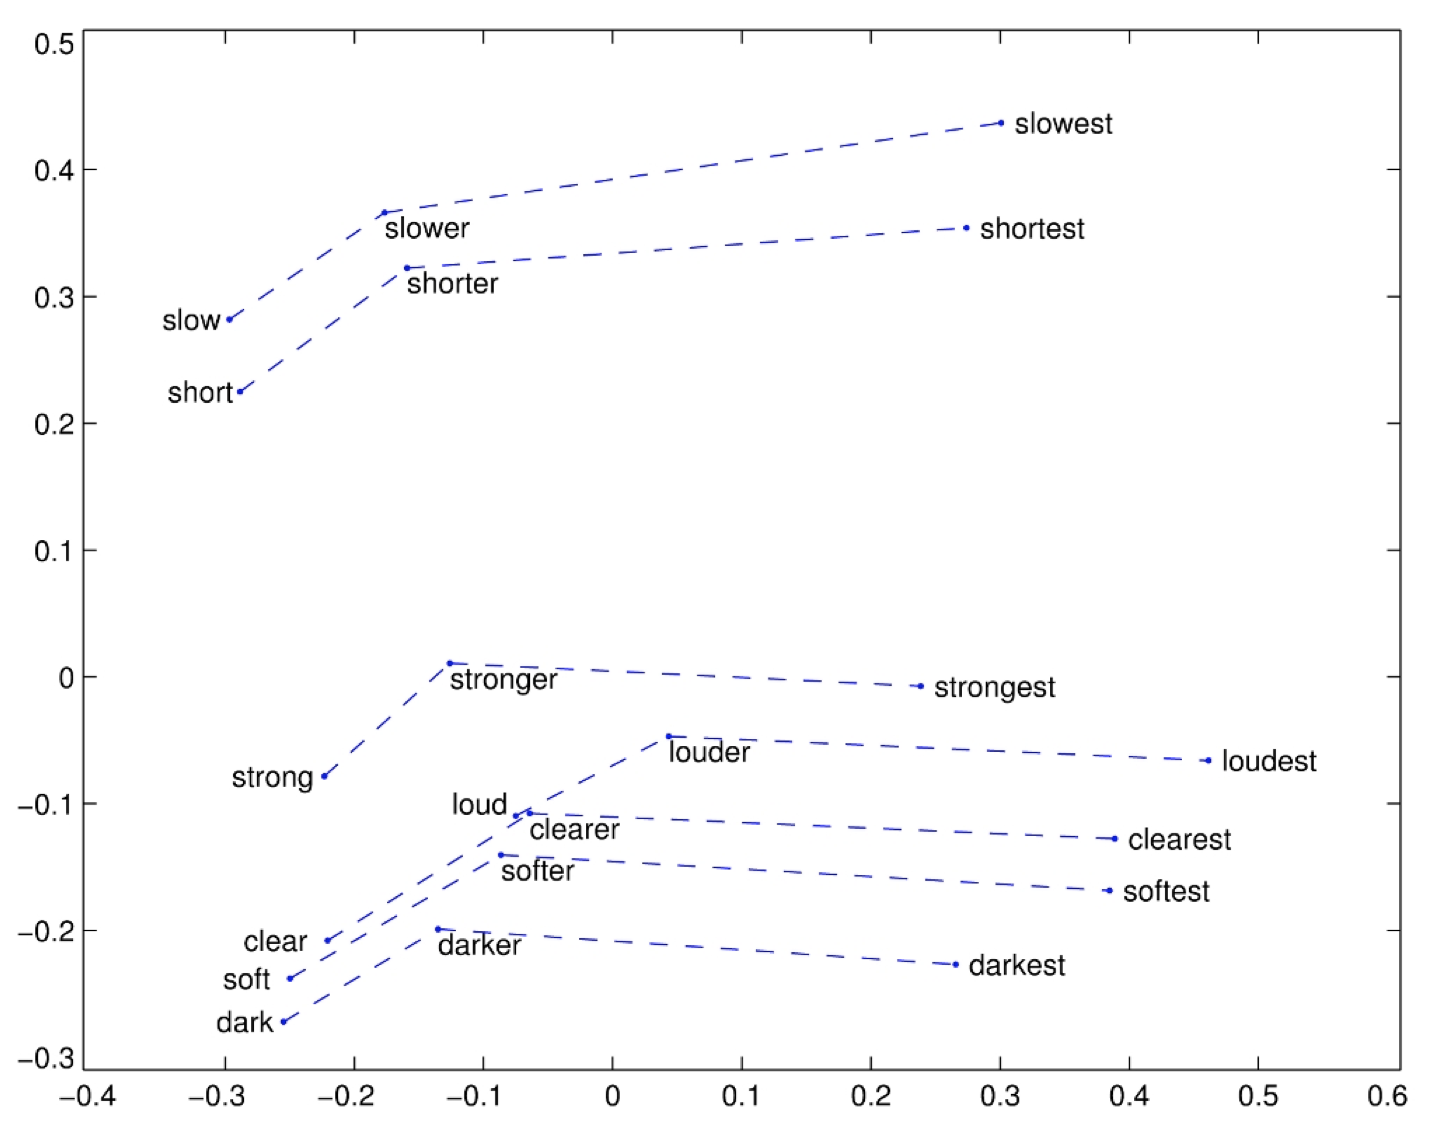 0.5
slowest
0.4
slower
shortest
shorter
0.3
slow
short
0.2
0.1
0
stronger
strongest
louder
loudest
strong
−0.1
loud
clearer
clearest
softer
softest
−0.2
clear
darker
darkest
soft
dark
−0.3
−0.4 −0.3 −0.2 −0.1 0 0.1 0.2 0.3 0.4 0.5 0.6